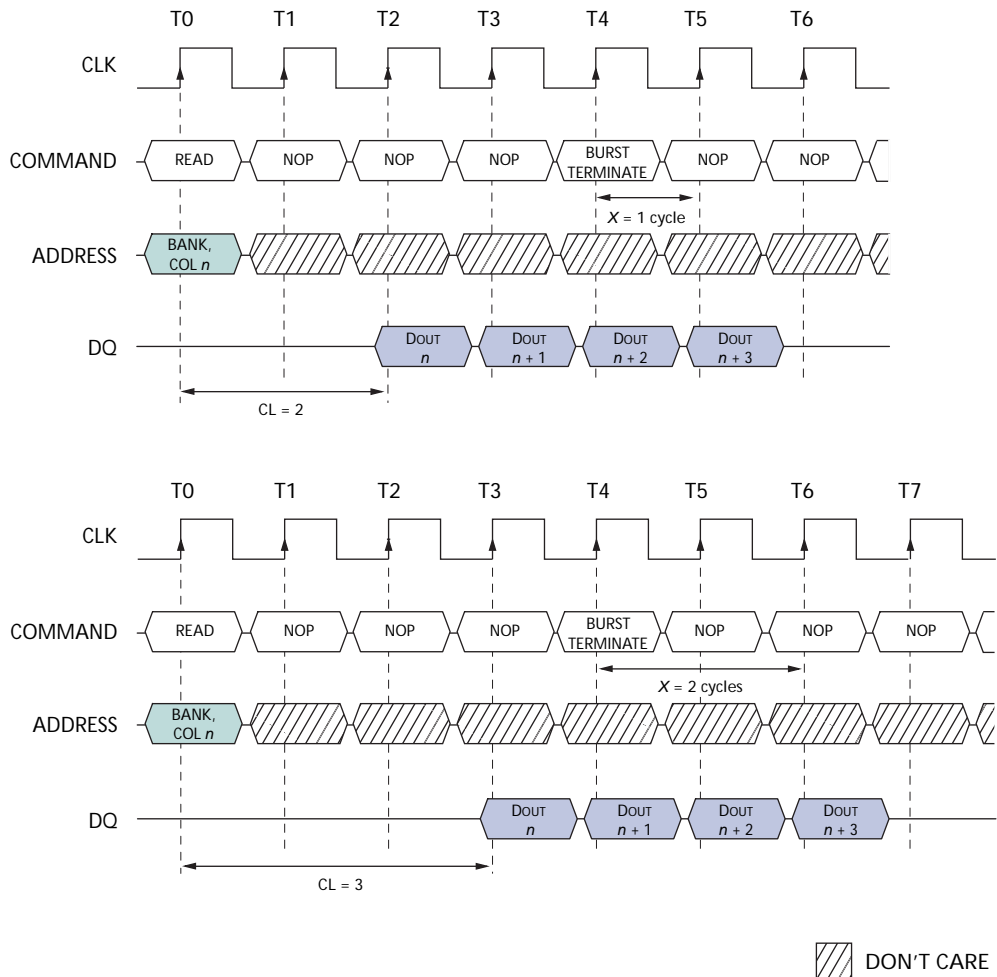 T0 T1 T2 T3 T4 T5 T6
CLK
COMMAND READ NOP NOP NOP BURST TERMINATE NOP NOP
X = 1 cycle
ADDRESS BANK, COL n
DQ DOUT n DOUT n + 1 DOUT n + 2 DOUT n + 3
CL = 2
T0 T1 T2 T3 T4 T5 T6 T7
CLK
COMMAND READ NOP NOP NOP BURST TERMINATE NOP NOP NOP
X = 2 cycles
ADDRESS BANK, COL n
DQ DOUT n DOUT n + 1 DOUT n + 2 DOUT n + 3
CL = 3
DON'T CARE